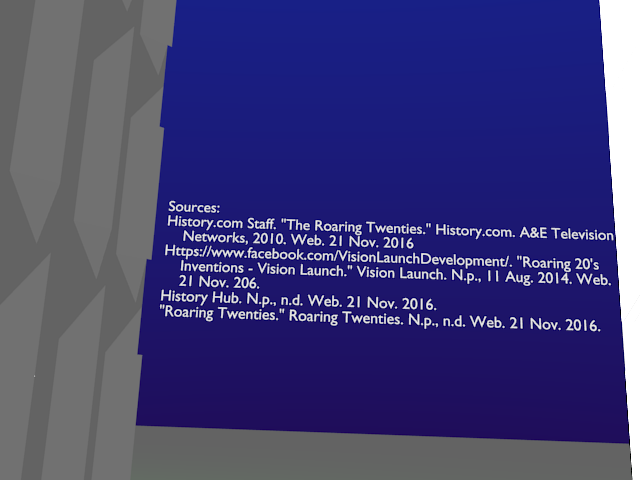 Sources:
History.com Staff. "The Roaring Twenties." History.com. A&E Television
Networks, 2010. Web. 21 Nov. 2016
Https://www.facebook.com/VisionLaunchDevelopment/. "Roaring 20's
Inventions - Vision Launch." Vision Launch. N.p., 11 Aug. 2014. Web.
21 Nov. 206.
History Hub. N.p., n.d. Web. 21 Nov. 2016.
"Roaring Twenties." Roaring Twenties. N.p., n.d. Web. 21 Nov. 2016.